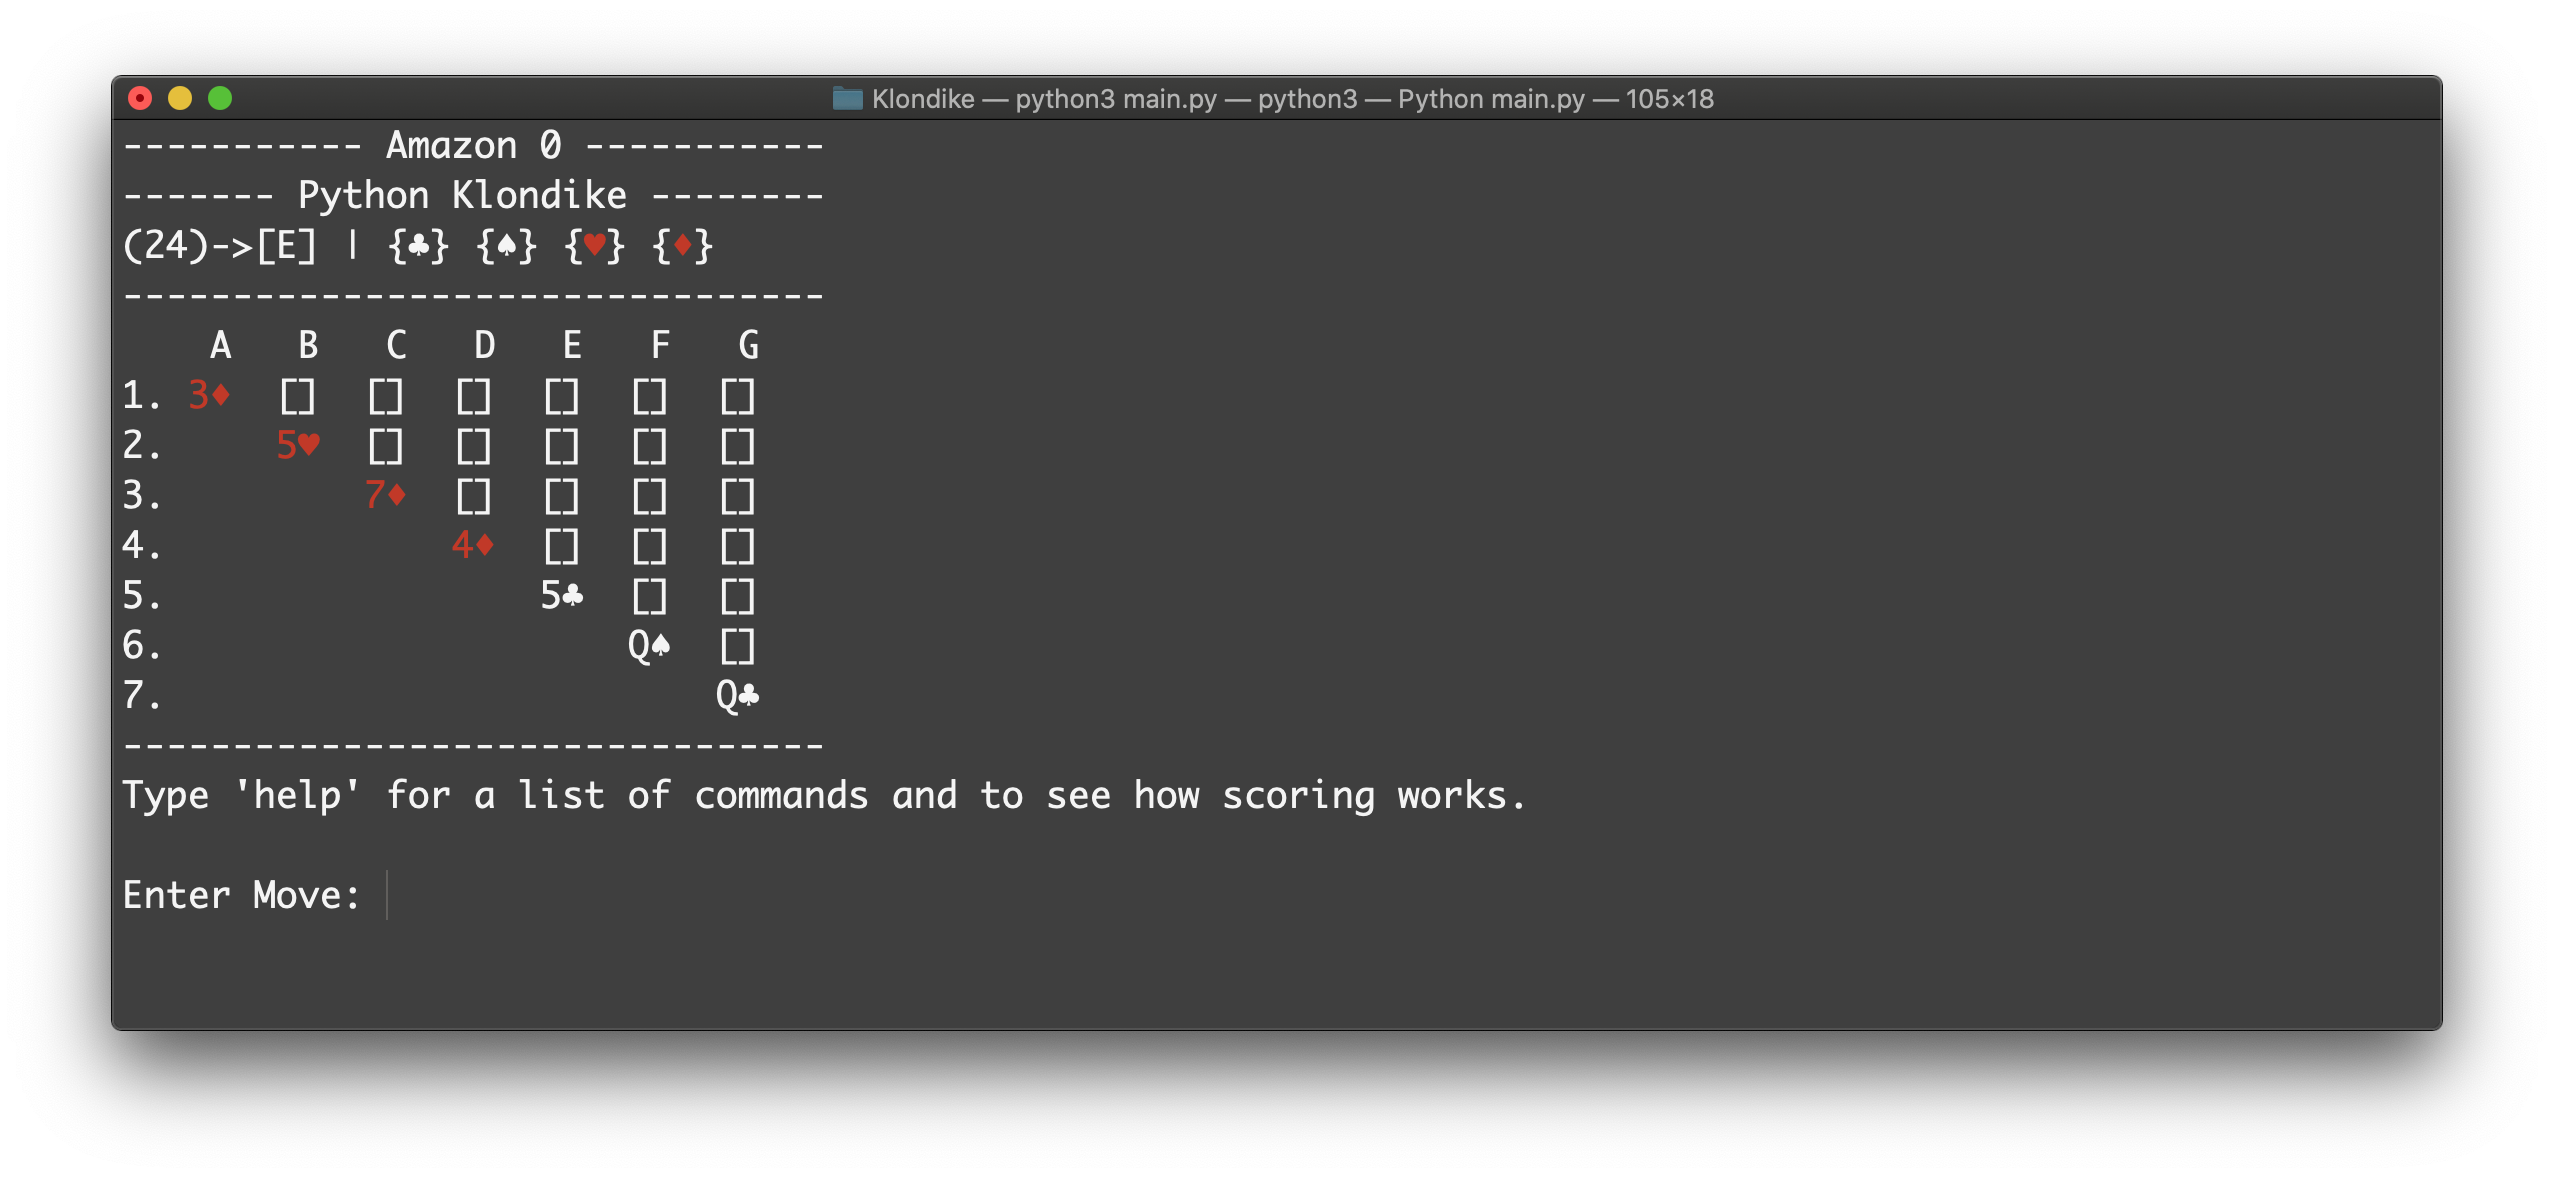 Klondike — python3 main.py — python3 — Python main.py — 105×18
----------- Amazon 0 -----------
------- Python Klondike --------
(24)->[E] | {♣} {♠} {♥} {♦}
--------------------------------
    A   B   C   D   E   F   G
1. 3♦  []  []  []  []  []  []
2.     5♥  []  []  []  []  []
3.         7♦  []  []  []  []
4.             4♦  []  []  []
5.                 5♣  []  []
6.                     Q♠  []
7.                         Q♣
--------------------------------
Type 'help' for a list of commands and to see how scoring works.
Enter Move: